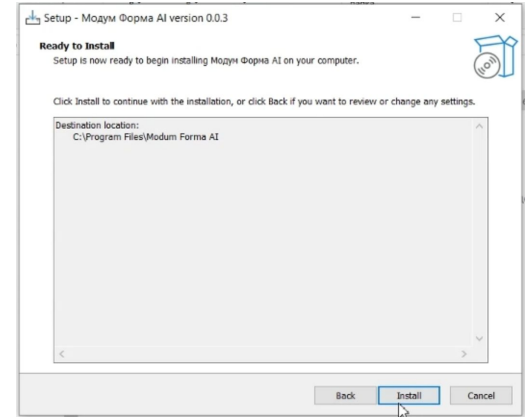 Setup - Модум Форма AI version 0.0.3
Ready to Install
Setup is now ready to begin installing Модум Форма AI on your computer.
Click Install to continue with the installation, or click Back if you want to review or change any settings.
Destination location:
C:\Program Files\Modum Forma AI
Back
Install
Cancel